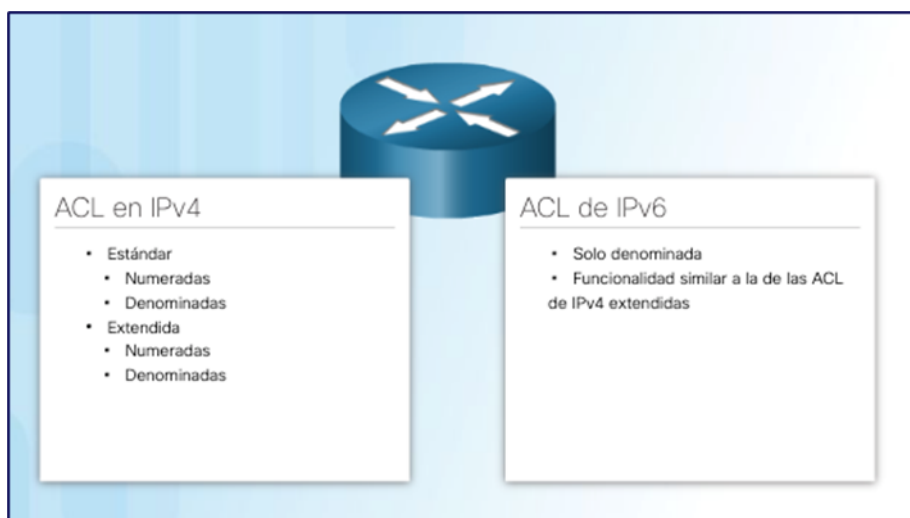 ACL en IPv4
• Estándar
• Numeradas
• Denominadas
• Extendida
• Numeradas
• Denominadas
ACL de IPv6
• Solo denominada
• Funcionalidad similar a la de las ACL
de IPv4 extendidas